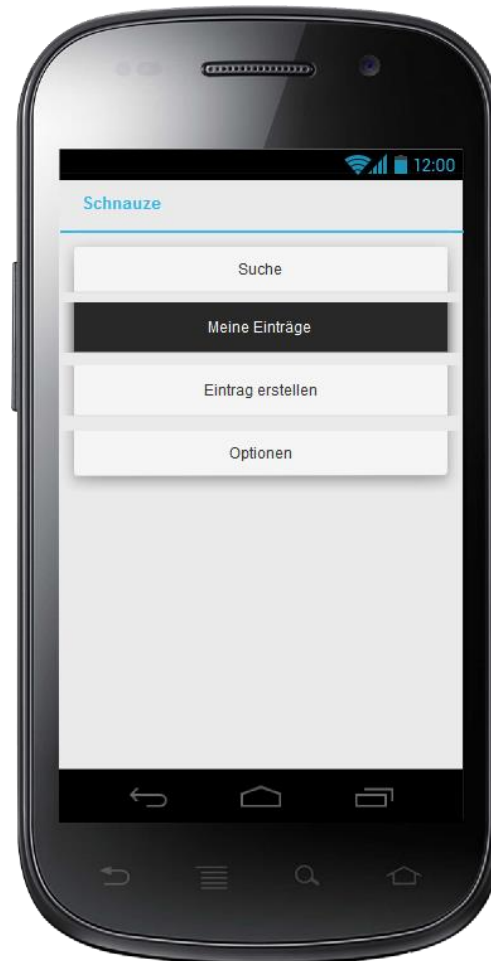 12:00
Schnauze
Suche
Meine Einträge
Eintrag erstellen
Optionen